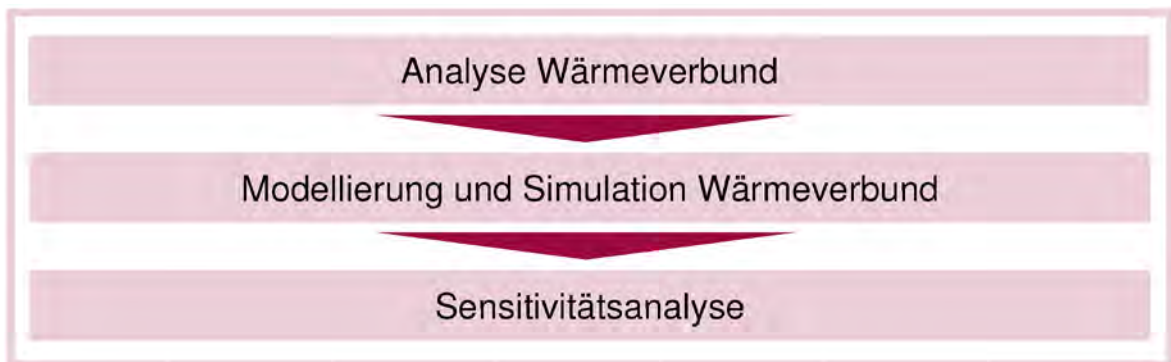 Analyse Wärmeverbund
Modellierung und Simulation Wärmeverbund
Sensitivitätsanalyse